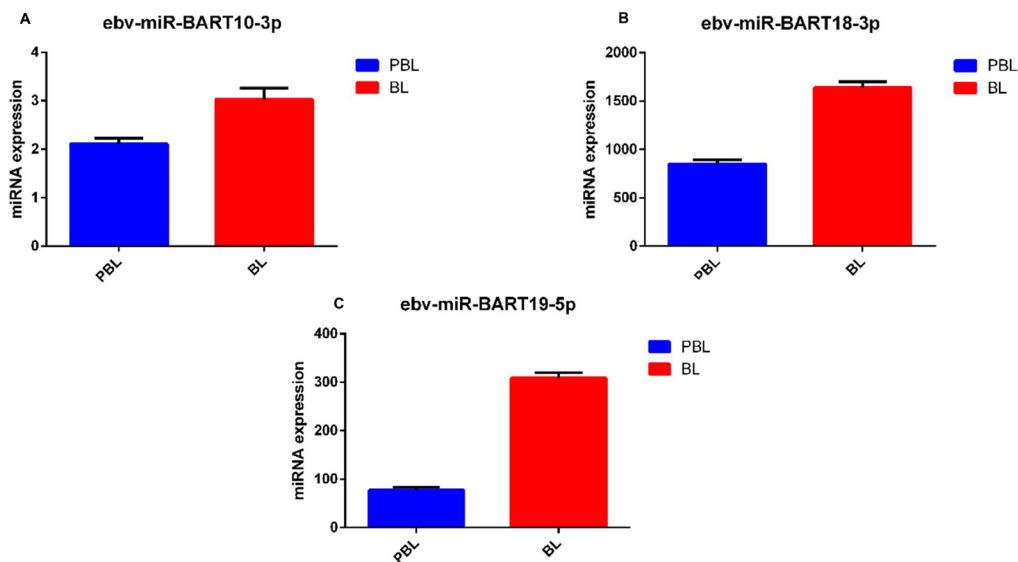 A
ebv-miR-BART10-3p
miRNA expression
4
3
2
1
0
PBL
BL
PBL
BL
B
ebv-miR-BART18-3p
miRNA expression
2000
1500
1000
500
0
PBL
BL
PBL
BL
C
ebv-miR-BART19-5p
miRNA expression
400
300
200
100
0
PBL
BL
PBL
BL